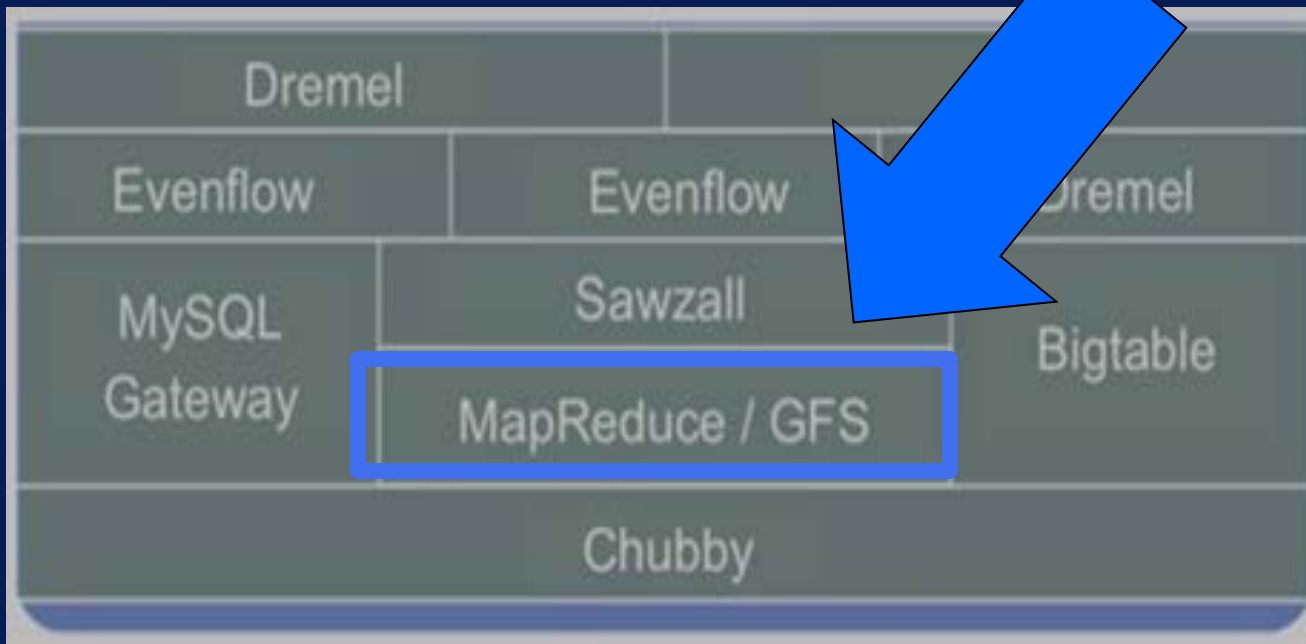 Dremel
Evenflow
Evenflow
Dremel
MySQL
Gateway
Sawzall
MapReduce / GFS
Bigtable
Chubby